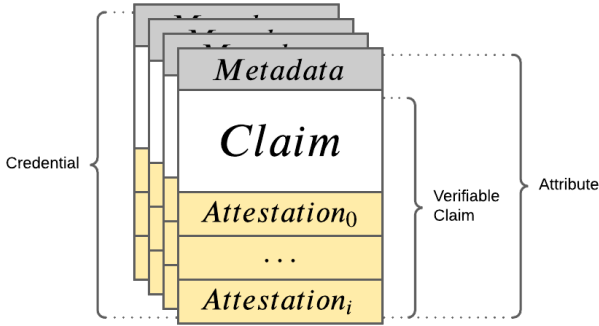 Metadata
Claim
Credential
Verifiable
Claim
Attribute
Attestation₀
...
Attestationᵢ